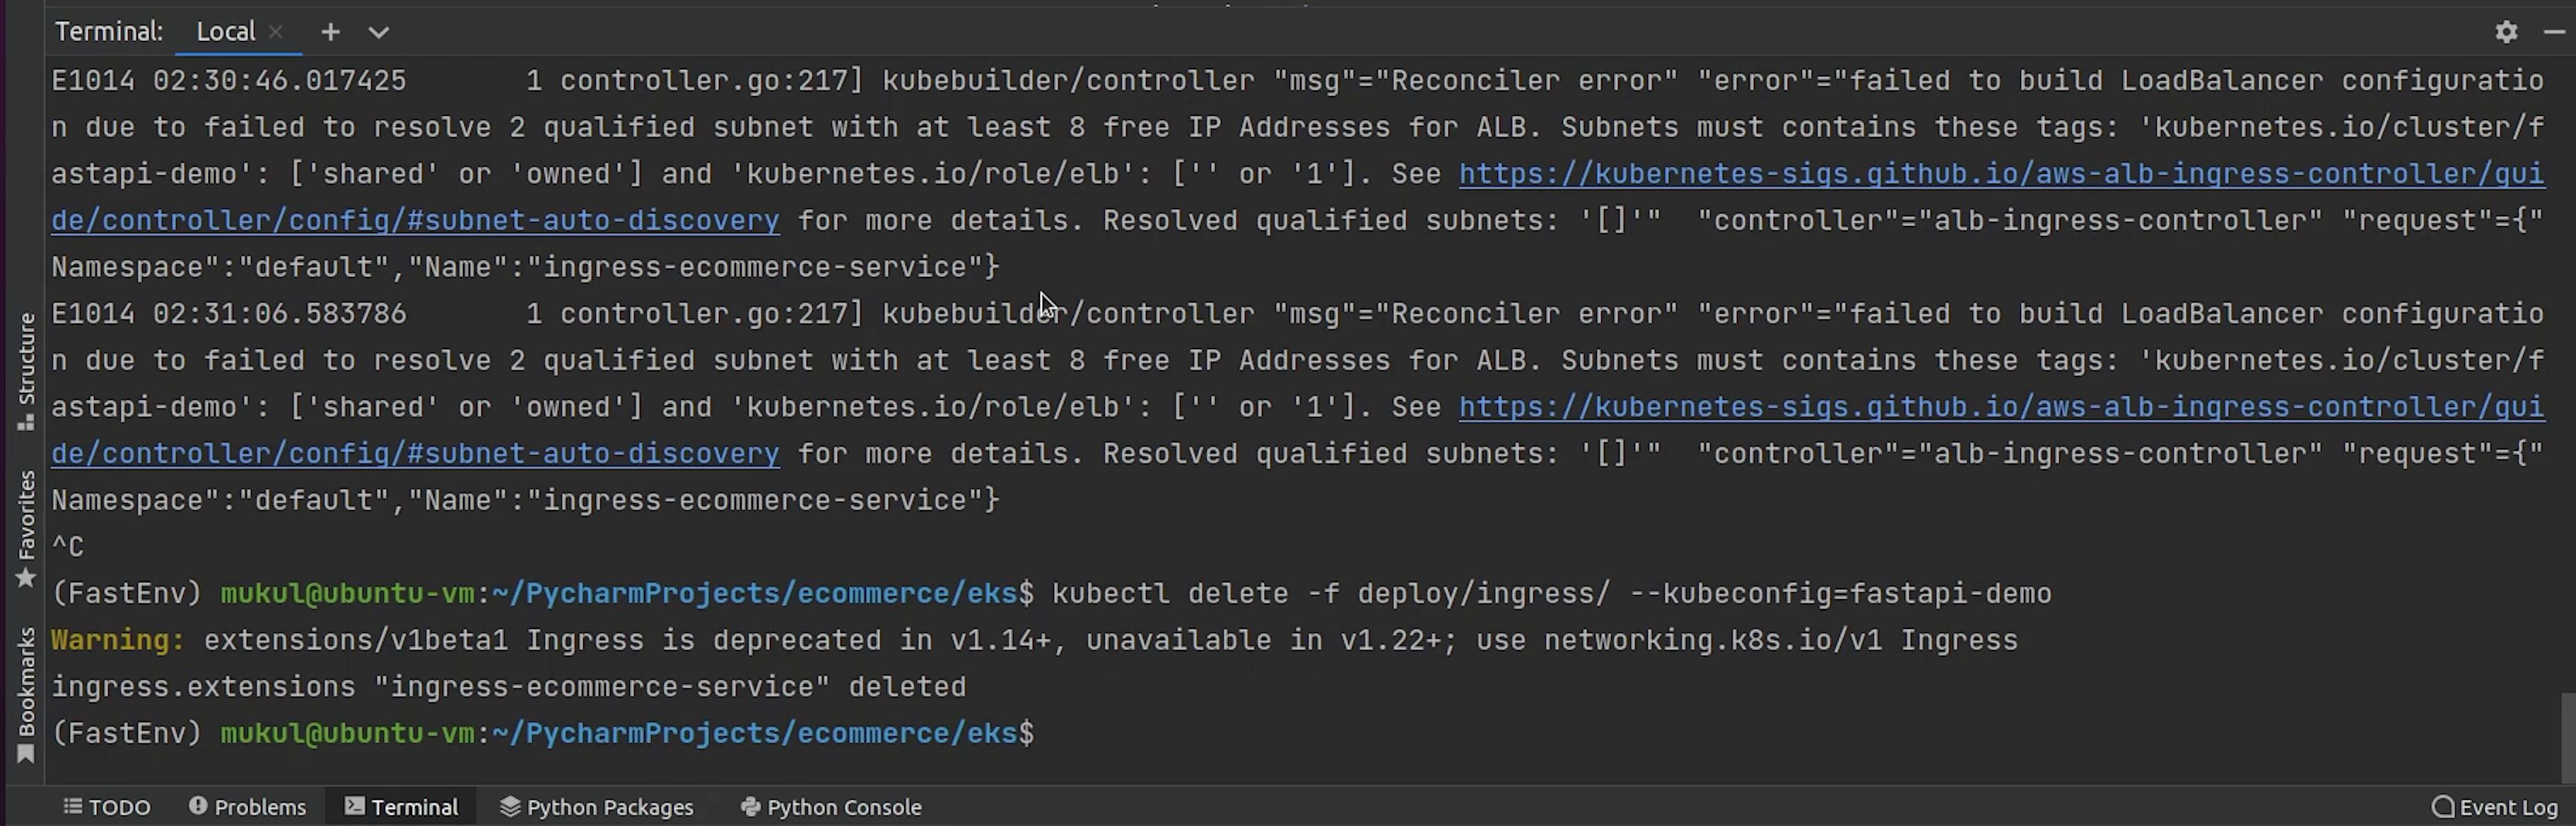 Terminal: Local
E1014 02:30:46.017425       1 controller.go:217] kubebuilder/controller "msg"="Reconciler error" "error"="failed to build LoadBalancer configuratio
n due to failed to resolve 2 qualified subnet with at least 8 free IP Addresses for ALB. Subnets must contains these tags: 'kubernetes.io/cluster/f
astapi-demo': ['shared' or 'owned'] and 'kubernetes.io/role/elb': ['' or '1']. See https://kubernetes-sigs.github.io/aws-alb-ingress-controller/gui
de/controller/config/#subnet-auto-discovery for more details. Resolved qualified subnets: '[]'"  "controller"="alb-ingress-controller" "request"={"
Namespace":"default","Name":"ingress-ecommerce-service"}
E1014 02:31:06.583786       1 controller.go:217] kubebuilder/controller "msg"="Reconciler error" "error"="failed to build LoadBalancer configuratio
n due to failed to resolve 2 qualified subnet with at least 8 free IP Addresses for ALB. Subnets must contains these tags: 'kubernetes.io/cluster/f
astapi-demo': ['shared' or 'owned'] and 'kubernetes.io/role/elb': ['' or '1']. See https://kubernetes-sigs.github.io/aws-alb-ingress-controller/gui
de/controller/config/#subnet-auto-discovery for more details. Resolved qualified subnets: '[]'"  "controller"="alb-ingress-controller" "request"={"
Namespace":"default","Name":"ingress-ecommerce-service"}
^C
(FastEnv) mukul@ubuntu-vm:~/PycharmProjects/ecommerce/eks$ kubectl delete -f deploy/ingress/ --kubeconfig=fastapi-demo
Warning: extensions/v1beta1 Ingress is deprecated in v1.14+, unavailable in v1.22+; use networking.k8s.io/v1 Ingress
ingress.extensions "ingress-ecommerce-service" deleted
(FastEnv) mukul@ubuntu-vm:~/PycharmProjects/ecommerce/eks$
Structure
Favorites
Bookmarks
TODO Problems Terminal Python Packages Python Console Event Log